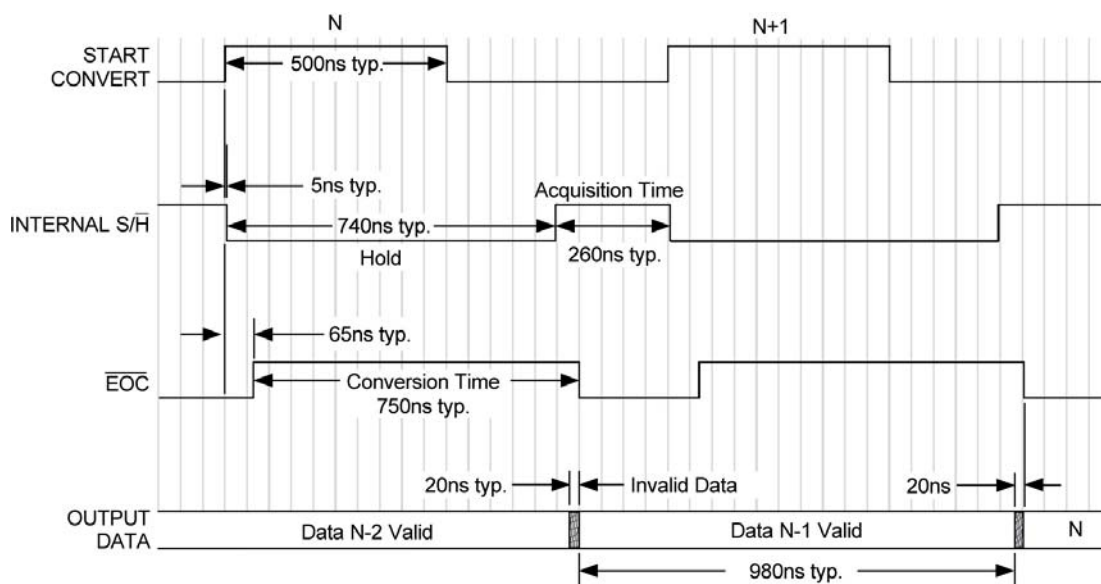 N
N+1
START
CONVERT
500ns typ.
5ns typ.
Acquisition Time
INTERNAL S/H̅
740ns typ.
Hold
260ns typ.
65ns typ.
E̅O̅C̅
Conversion Time
750ns typ.
20ns typ.
Invalid Data
20ns
OUTPUT
DATA
Data N-2 Valid
Data N-1 Valid
N
980ns typ.